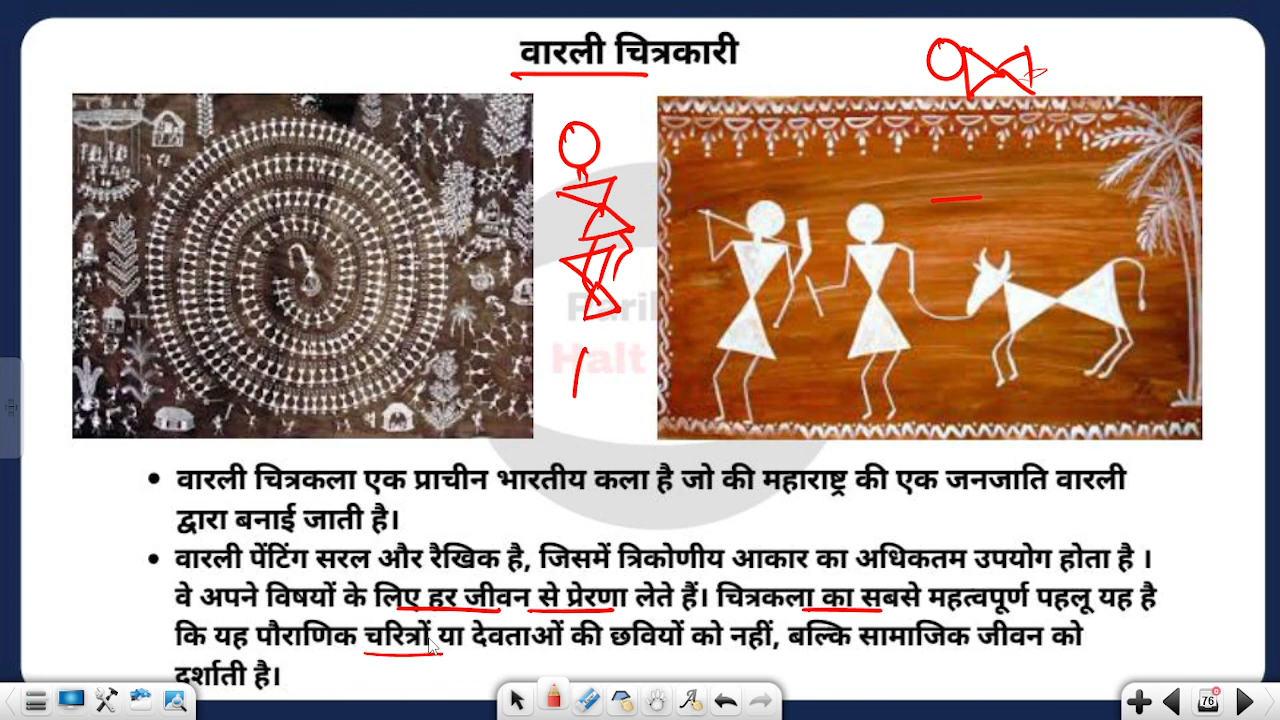 वारली चित्रकारी
वारली चित्रकला एक प्राचीन भारतीय कला है जो की महाराष्ट्र की एक जनजाति वारली
द्वारा बनाई जाती है।
वारली पेंटिंग सरल और रैखिक है, जिसमें त्रिकोणीय आकार का अधिकतम उपयोग होता है ।
वे अपने विषयों के लिए हर जीवन से प्रेरणा लेते हैं। चित्रकला का सबसे महत्वपूर्ण पहलू यह है
कि यह पौराणिक चरित्रों या देवताओं की छवियों को नहीं, बल्कि सामाजिक जीवन को
दर्शाती है।
76